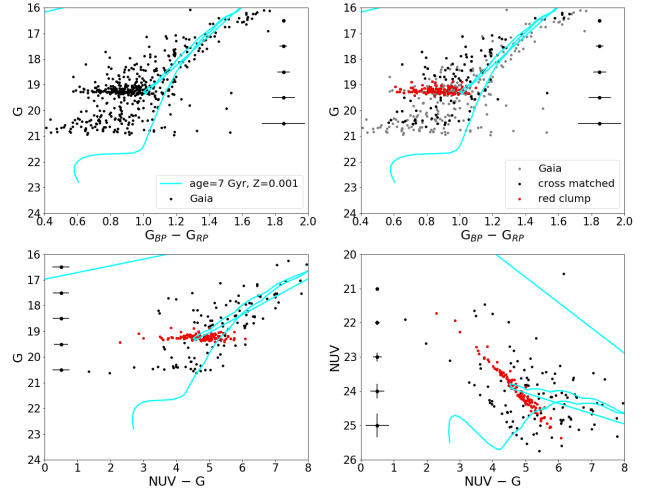 16
17
18
19
20
21
22
23
24
G
0.4 0.6 0.8 1.0 1.2 1.4 1.6 1.8 2.0
G_BP − G_RP
age=7 Gyr, Z=0.001
Gaia
16
17
18
19
20
21
22
23
24
G
0.4 0.6 0.8 1.0 1.2 1.4 1.6 1.8 2.0
G_BP − G_RP
Gaia
cross matched
red clump
16
17
18
19
20
21
22
23
24
G
0 1 2 3 4 5 6 7 8
NUV − G
20
21
22
23
24
25
26
NUV
0 1 2 3 4 5 6 7 8
NUV − G